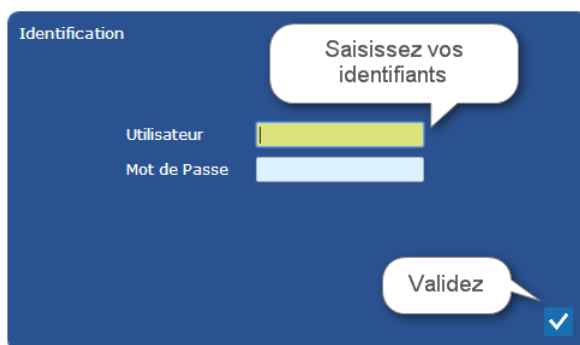 Identification
Saisissez vos
identifiants
Utilisateur
Mot de Passe
Validez